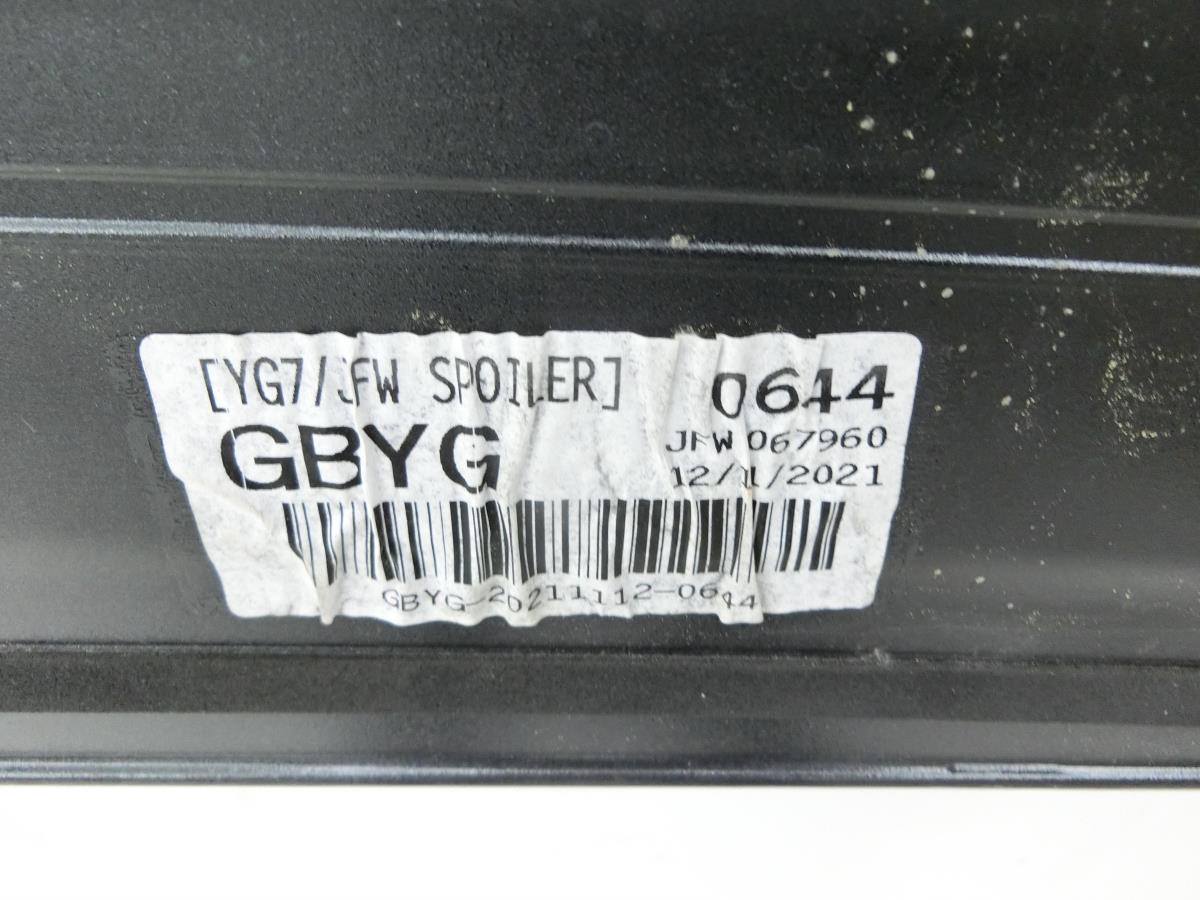 [YG7/JFW SPOILER] 0644
GBYG JFW 067960
12/11/2021
GBYG-20211112-0644